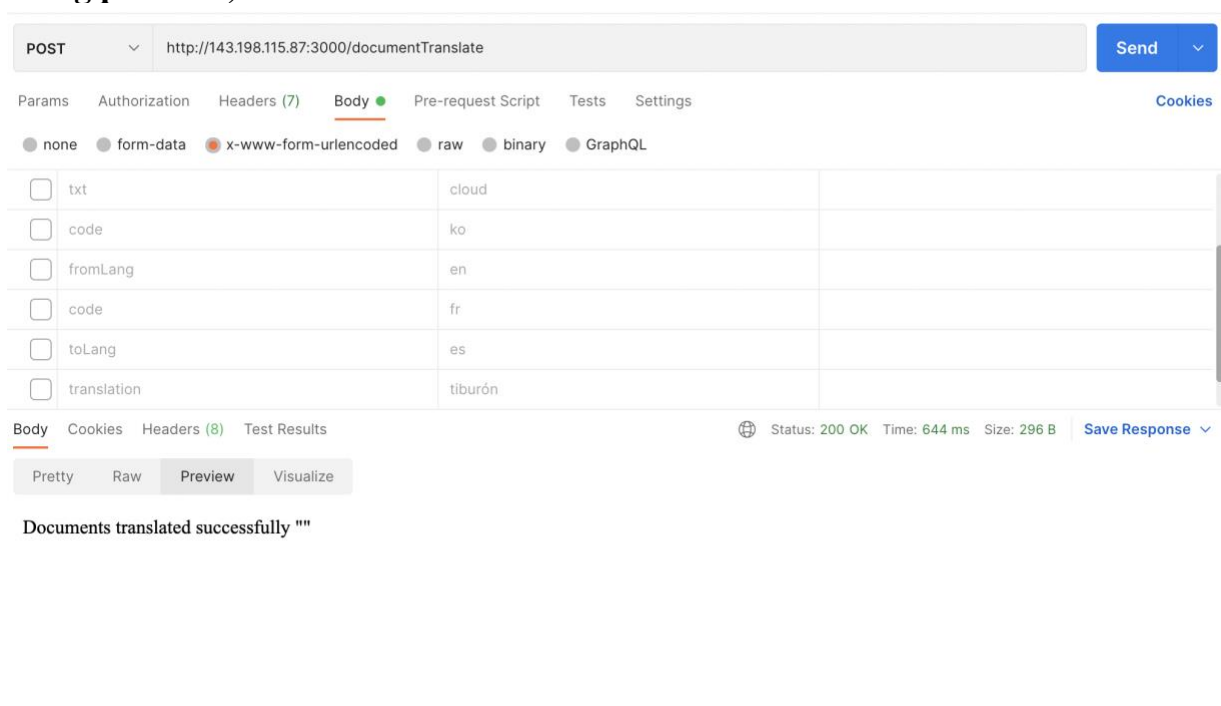 POST http://143.198.115.87:3000/documentTranslate Send
Params Authorization Headers (7) Body Pre-request Script Tests Settings Cookies
none form-data x-www-form-urlencoded raw binary GraphQL
txt cloud
code ko
fromLang en
code fr
toLang es
translation tiburón
Body Cookies Headers (8) Test Results Status: 200 OK Time: 644 ms Size: 296 B Save Response
Pretty Raw Preview Visualize
Documents translated successfully ""